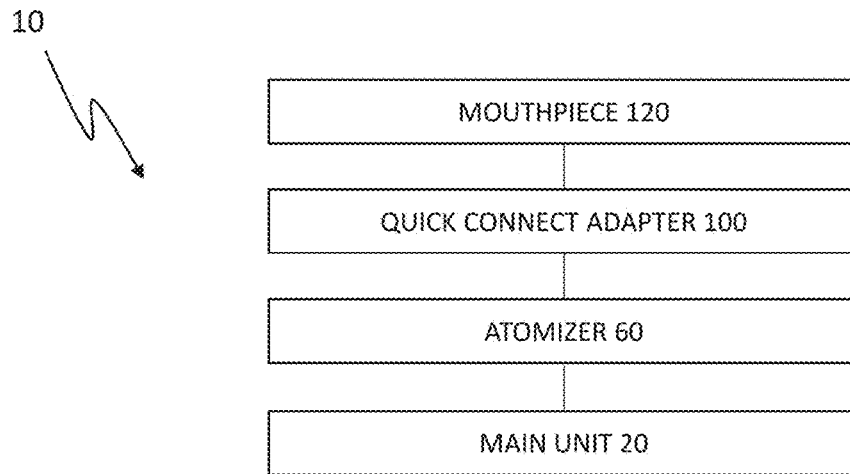 10
MOUTHPIECE 120
QUICK CONNECT ADAPTER 100
ATOMIZER 60
MAIN UNIT 20